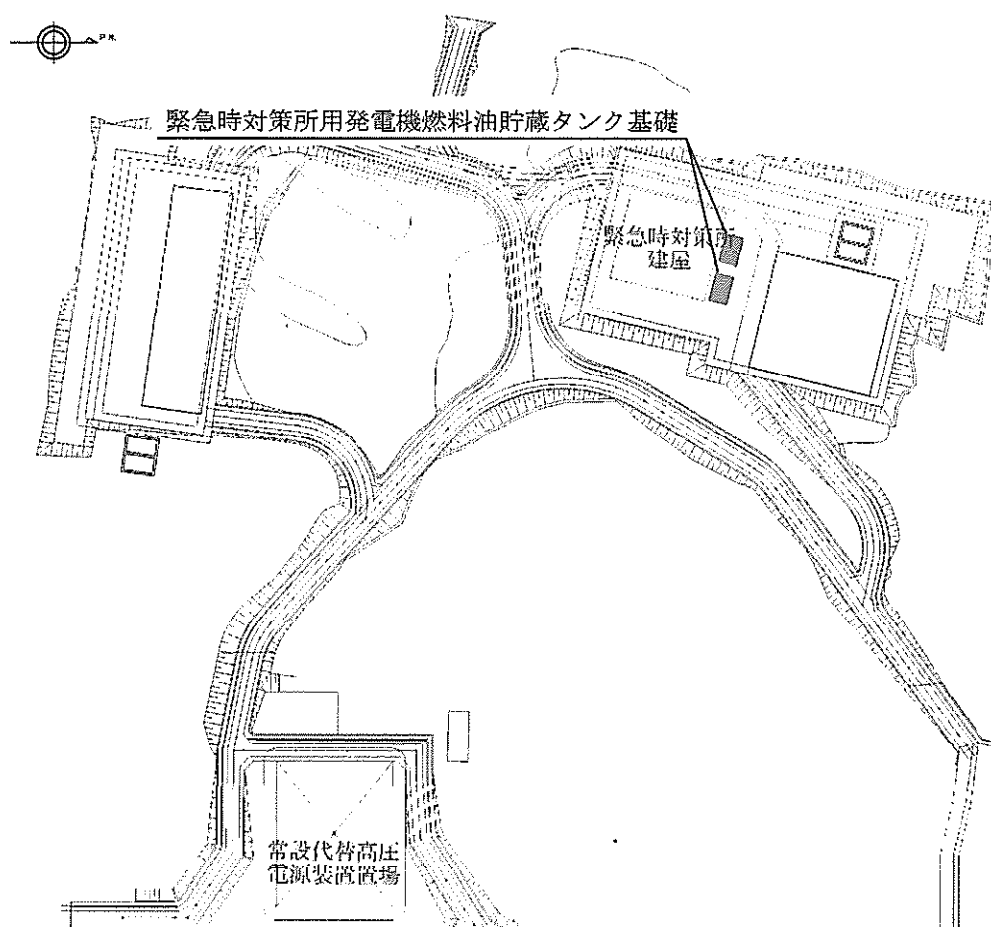 緊急時対策所用発電機燃料油貯蔵タンク基礎
緊急時対策所
建屋
常設代替高圧
電源装置置場